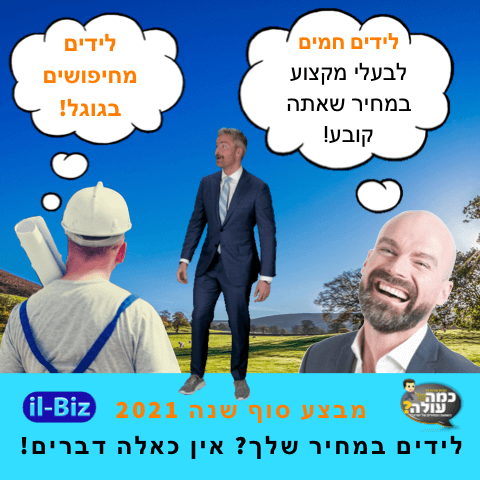 לידים חמים
לבעלי מקצוע
במחיר שאתה
קובע!
לידים
מחיפושים
בגוגל!
il-Biz
מבצע סוף שנה 2021
כמה
עולה?
לידים במחיר שלך? אין כאלה דברים!